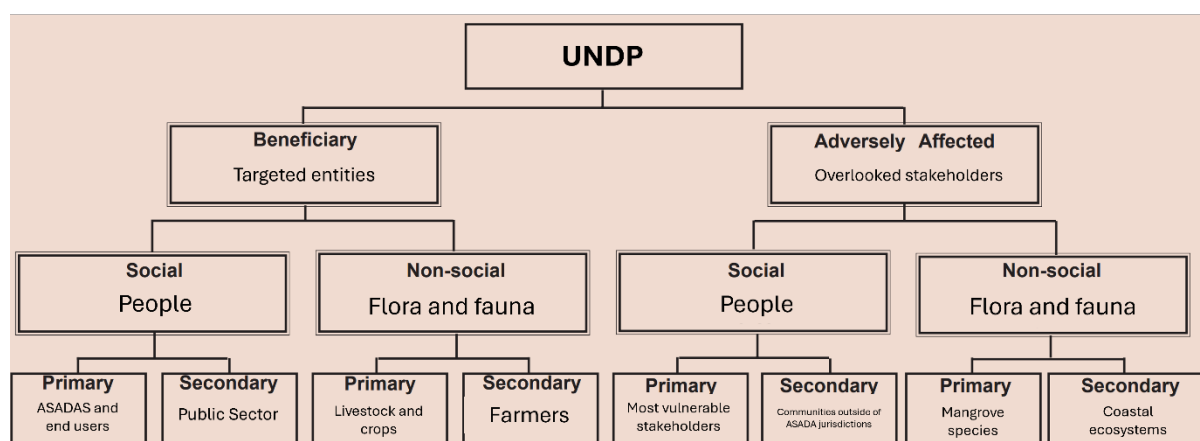 UNDP
Beneficiary
Targeted entities
Adversely Affected
Overlooked stakeholders
Social
People
Non-social
Flora and fauna
Social
People
Non-social
Flora and fauna
Primary
ASADAS and
end users
Secondary
Public Sector
Primary
Livestock and
crops
Secondary
Farmers
Primary
Most vulnerable
stakeholders
Secondary
Communities outside of
ASADA jurisdictions
Primary
Mangrove
species
Secondary
Coastal
ecosystems